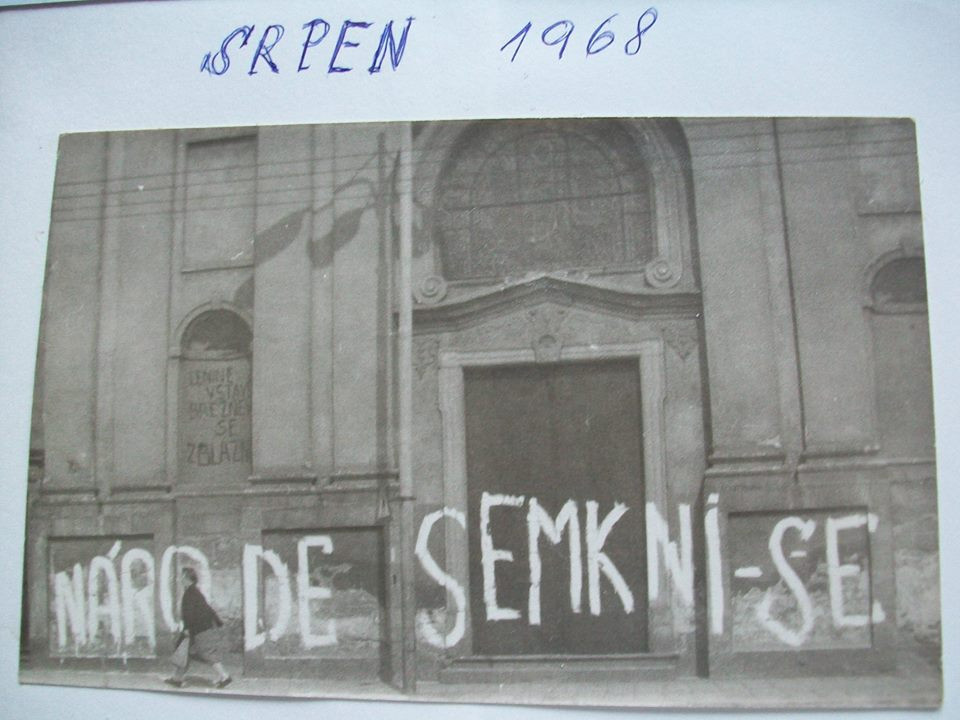 SRPEN 1968
LENINE
VSTAŇ
BREŽNĚV
SE
ZBLÁZNIL
NÁRODE SEMKNI-SE